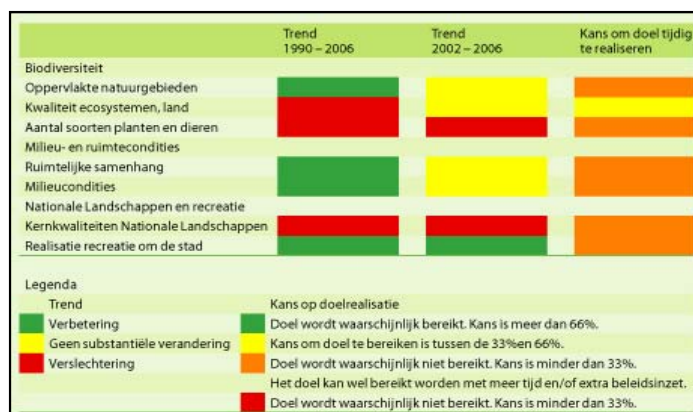 Trend Trend Kans om doel tijdig
1990 – 2006 2002 – 2006 te realiseren
Biodiversiteit
Oppervlakte natuurgebieden
Kwaliteit ecosystemen, land
Aantal soorten planten en dieren
Milieu- en ruimtecondities
Ruimtelijke samenhang
Milieucondities
Nationale Landschappen en recreatie
Kernkwaliteiten Nationale Landschappen
Realisatie recreatie om de stad
Legenda
Trend Kans op doelrealisatie
Verbetering Doel wordt waarschijnlijk bereikt. Kans is meer dan 66%.
Geen substantiële verandering Kans om doel te bereiken is tussen de 33%en 66%.
Verslechtering Doel wordt waarschijnlijk niet bereikt. Kans is minder dan 33%.
Het doel kan wel bereikt worden met meer tijd en/of extra beleidsinzet.
Doel wordt waarschijnlijk niet bereikt. Kans is minder dan 33%.